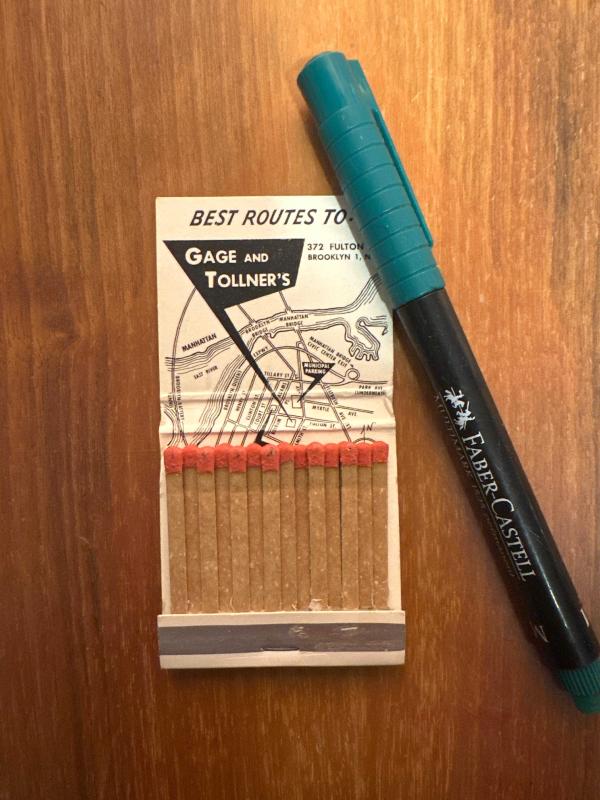 BEST ROUTES TO-
GAGE AND
TOLLNER'S
372 FULTON
BROOKLYN 1, N
MANHATTAN
BROOKLYN
BRIDGE
MANHATTAN
BRIDGE
EAST RIVER
MANHATTAN BRIDGE
CIVIC CENTER EXIT
MUNICIPAL
PARKING
TILLARY ST.
PARK AVE
(UNDERNEATH)
MYRTLE AVE
FULTON ST.
N
FABER-CASTELL